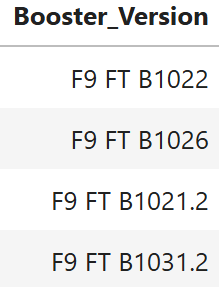 Booster_Version
F9 FT B1022
F9 FT B1026
F9 FT B1021.2
F9 FT B1031.2